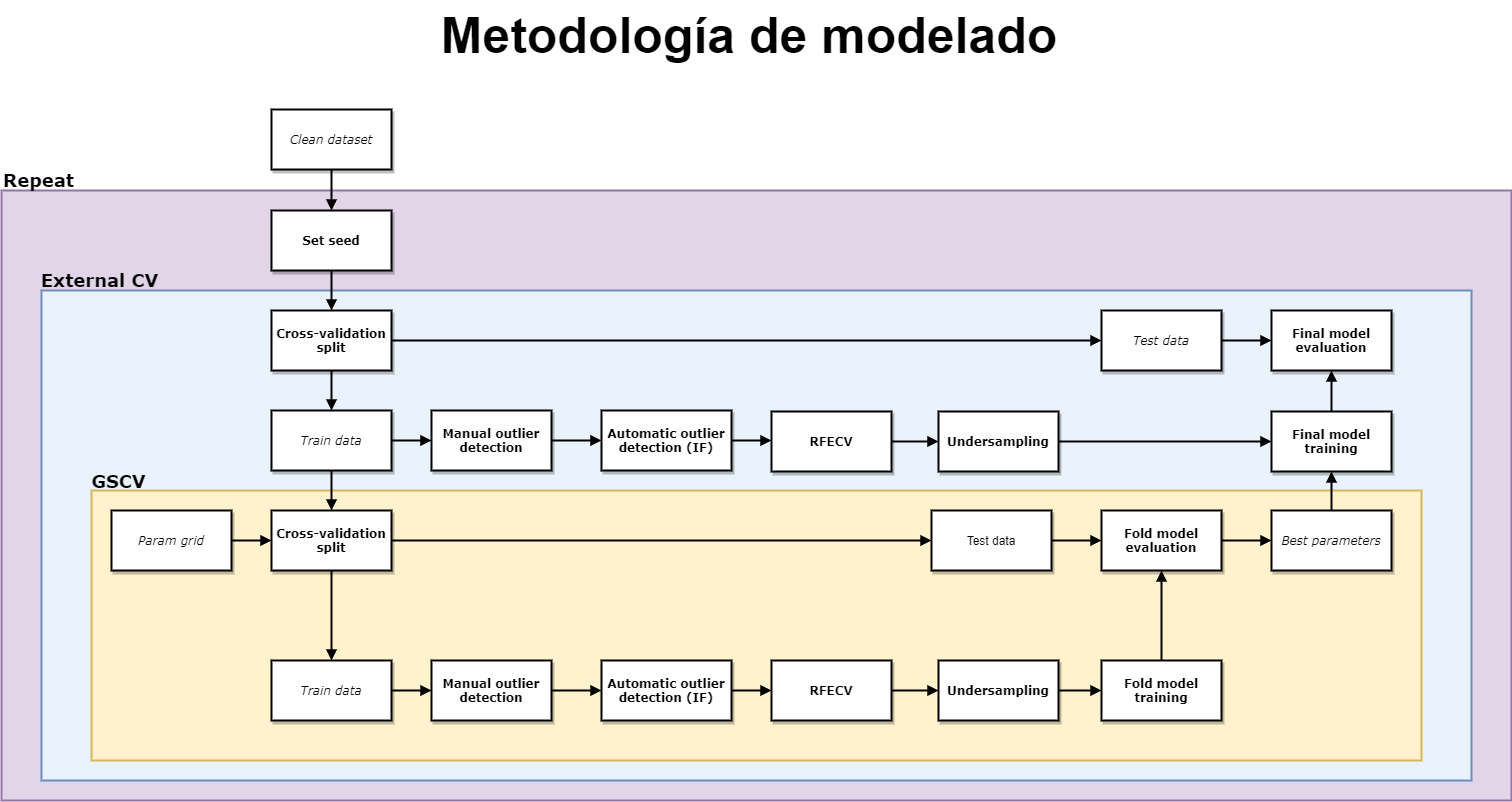 Metodología de modelado
Clean dataset
Repeat
Set seed
External CV
Cross-validation
split
Test data
Final model
evaluation
Train data
Manual outlier
detection
Automatic outlier
detection (IF)
RFECV
Undersampling
Final model
training
GSCV
Param grid
Cross-validation
split
Test data
Fold model
evaluation
Best parameters
Train data
Manual outlier
detection
Automatic outlier
detection (IF)
RFECV
Undersampling
Fold model
training